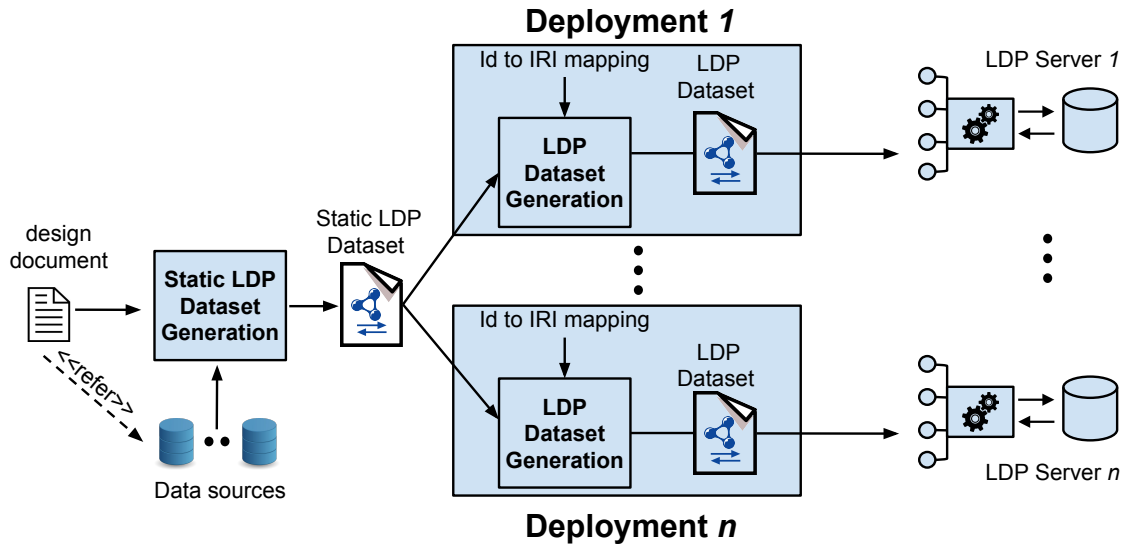 Deployment 1
Id to IRI mapping
LDP
Dataset
LDP
Dataset
Generation
LDP Server 1
design
document
Static LDP
Dataset
Generation
Static LDP
Dataset
<<refer>>
Data sources
Id to IRI mapping
LDP
Dataset
LDP
Dataset
Generation
LDP Server n
Deployment n